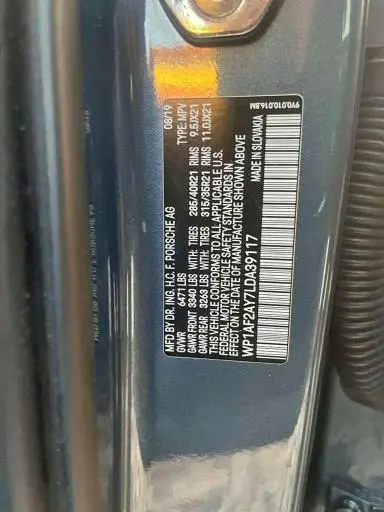 MFD BY DR. ING. H.C. F. PORSCHE AG 08/19
GVWR 6471 LBS TYPE: MPV
GAWR FRONT 3340 LBS WITH TIRES 285/40R21 RIMS 9.5JX21
GAWR REAR 3263 LBS WITH TIRES 315/35R21 RIMS 11.0JX21
THIS VEHICLE CONFORMS TO ALL APPLICABLE U.S.
MOTOR VEHICLE SAFETY STANDARDS IN
EFFECT ON THE DATE OF MANUFACTURE SHOWN ABOVE
WP1AF2AY7LDA39117 MADE IN SLOVAKIA
9Y0.010.016.BM